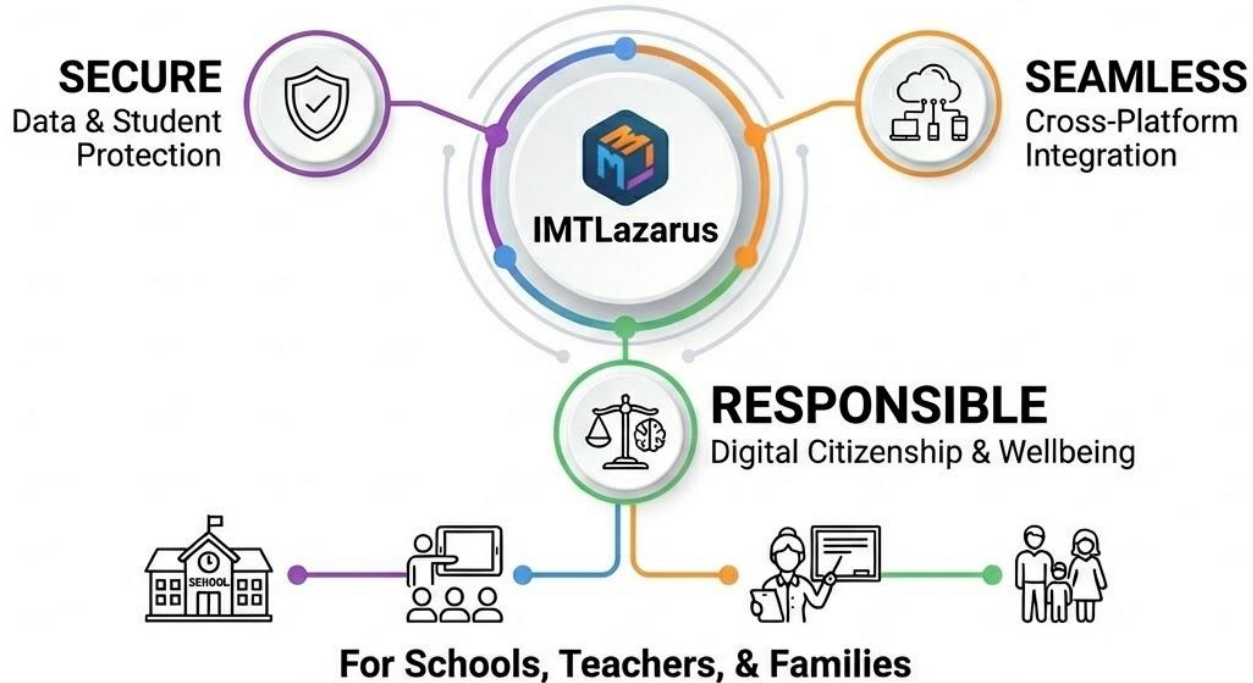 SECURE
Data & Student
Protection
IMTLazarus
SEAMLESS
Cross-Platform
Integration
RESPONSIBLE
Digital Citizenship & Wellbeing
SEHOOL
For Schools, Teachers, & Families